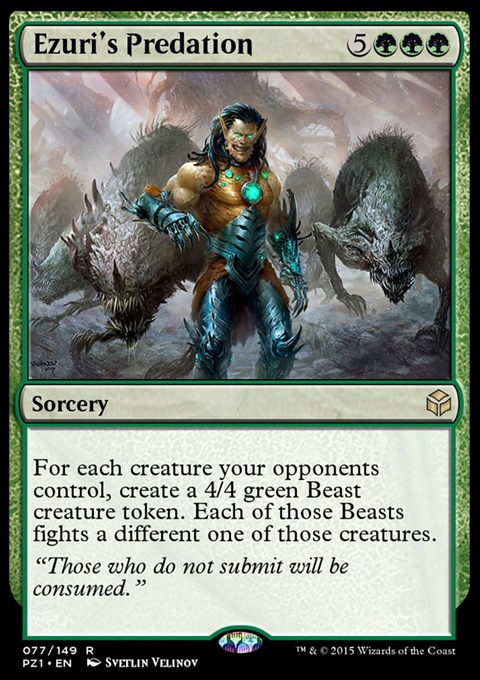 Ezuri's Predation 5
Sorcery
For each creature your opponents
control, create a 4/4 green Beast
creature token. Each of those Beasts
fights a different one of those creatures.
“Those who do not submit will be
consumed.”
077/149 R
PZ1 • EN Svetlin Velinov
™ & © 2015 Wizards of the Coast